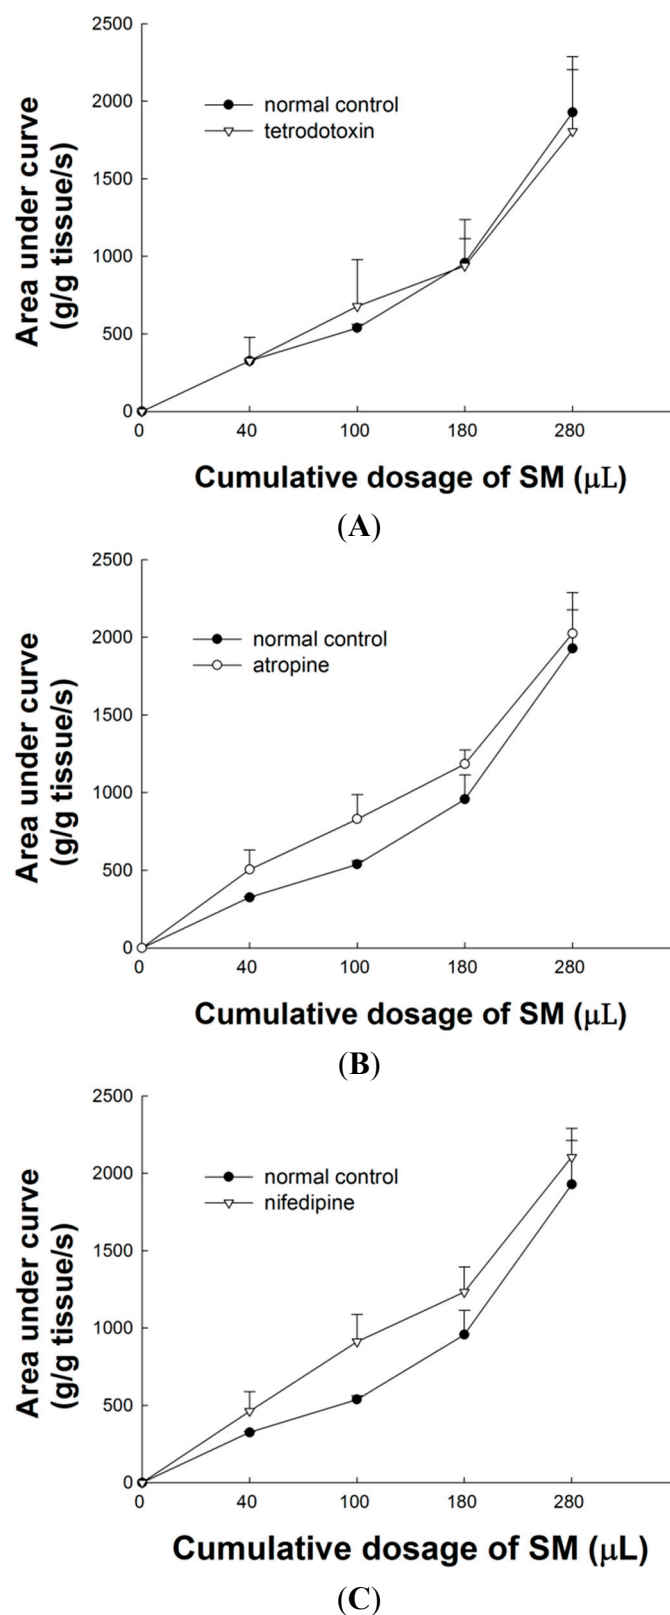 2500
2000
1500
1000
500
0
Area under curve
(g/g tissue/s)
normal control
tetrodotoxin
0 40 100 180 280
Cumulative dosage of SM (μL)
(A)
2500
2000
1500
1000
500
0
Area under curve
(g/g tissue/s)
normal control
atropine
0 40 100 180 280
Cumulative dosage of SM (μL)
(B)
2500
2000
1500
1000
500
0
Area under curve
(g/g tissue/s)
normal control
nifedipine
0 40 100 180 280
Cumulative dosage of SM (μL)
(C)